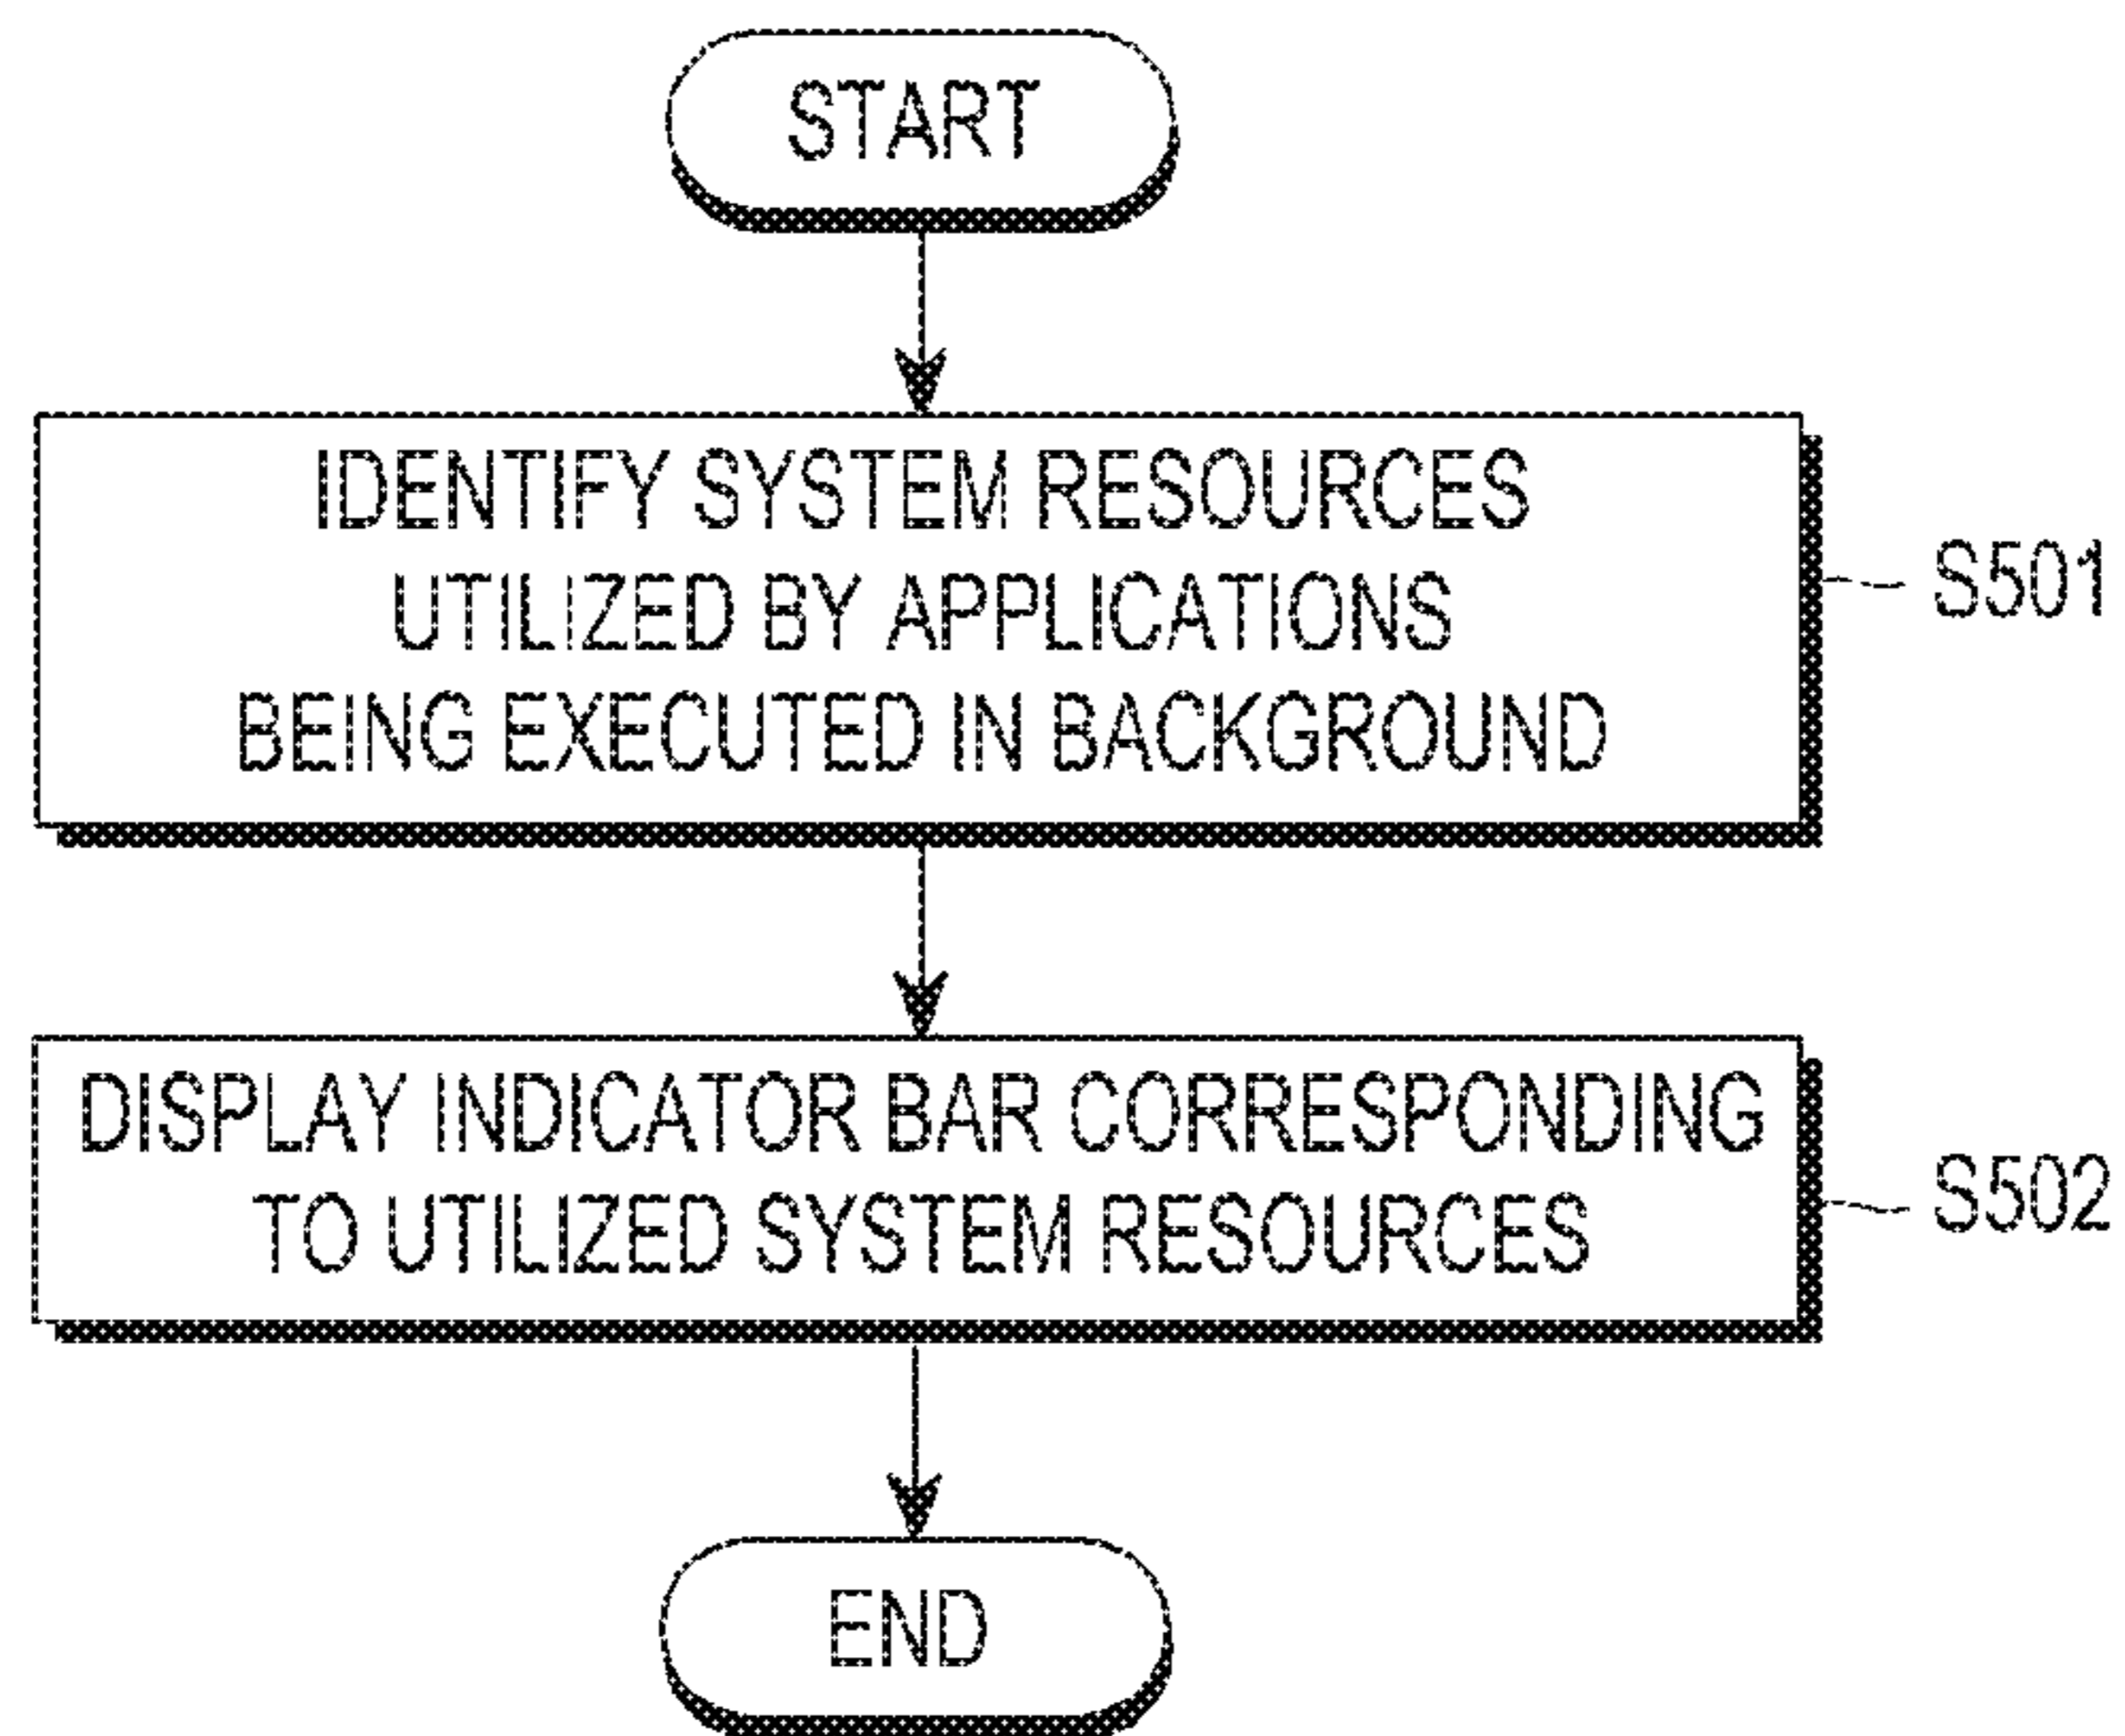 START
IDENTIFY SYSTEM RESOURCES
UTILIZED BY APPLICATIONS
BEING EXECUTED IN BACKGROUND
S501
DISPLAY INDICATOR BAR CORRESPONDING
TO UTILIZED SYSTEM RESOURCES
S502
END